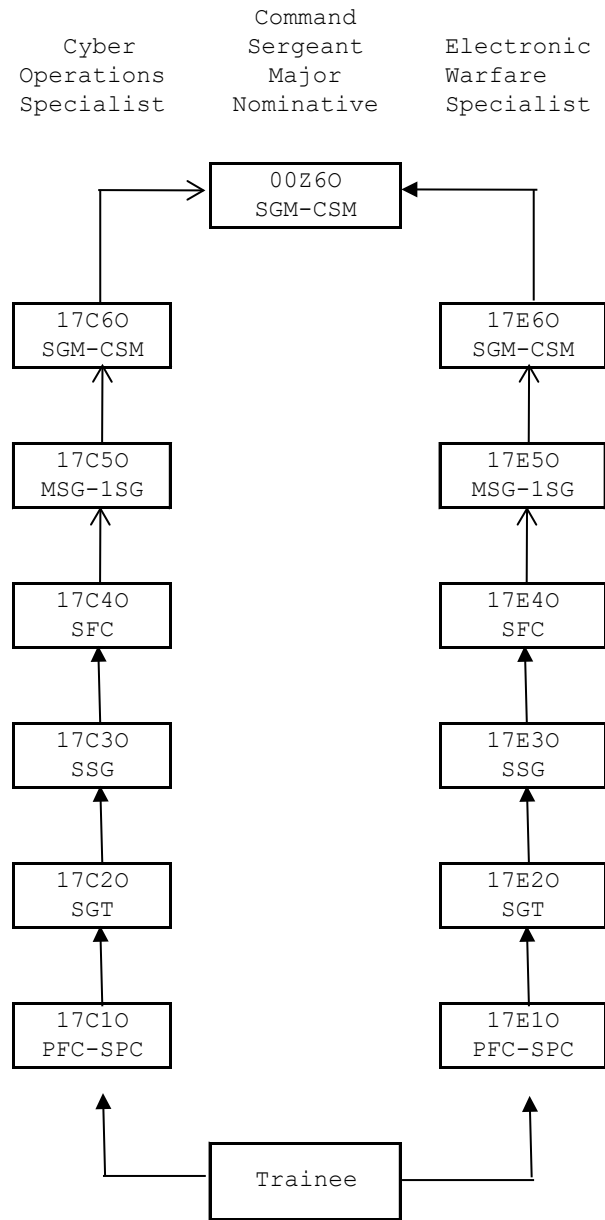 Cyber
Operations
Specialist
Command
Sergeant
Major
Nominative
Electronic
Warfare
Specialist
00Z6O
SGM-CSM
17C6O
SGM-CSM
17E6O
SGM-CSM
17C5O
MSG-1SG
17E5O
MSG-1SG
17C4O
SFC
17E4O
SFC
17C3O
SSG
17E3O
SSG
17C2O
SGT
17E2O
SGT
17C1O
PFC-SPC
17E1O
PFC-SPC
Trainee